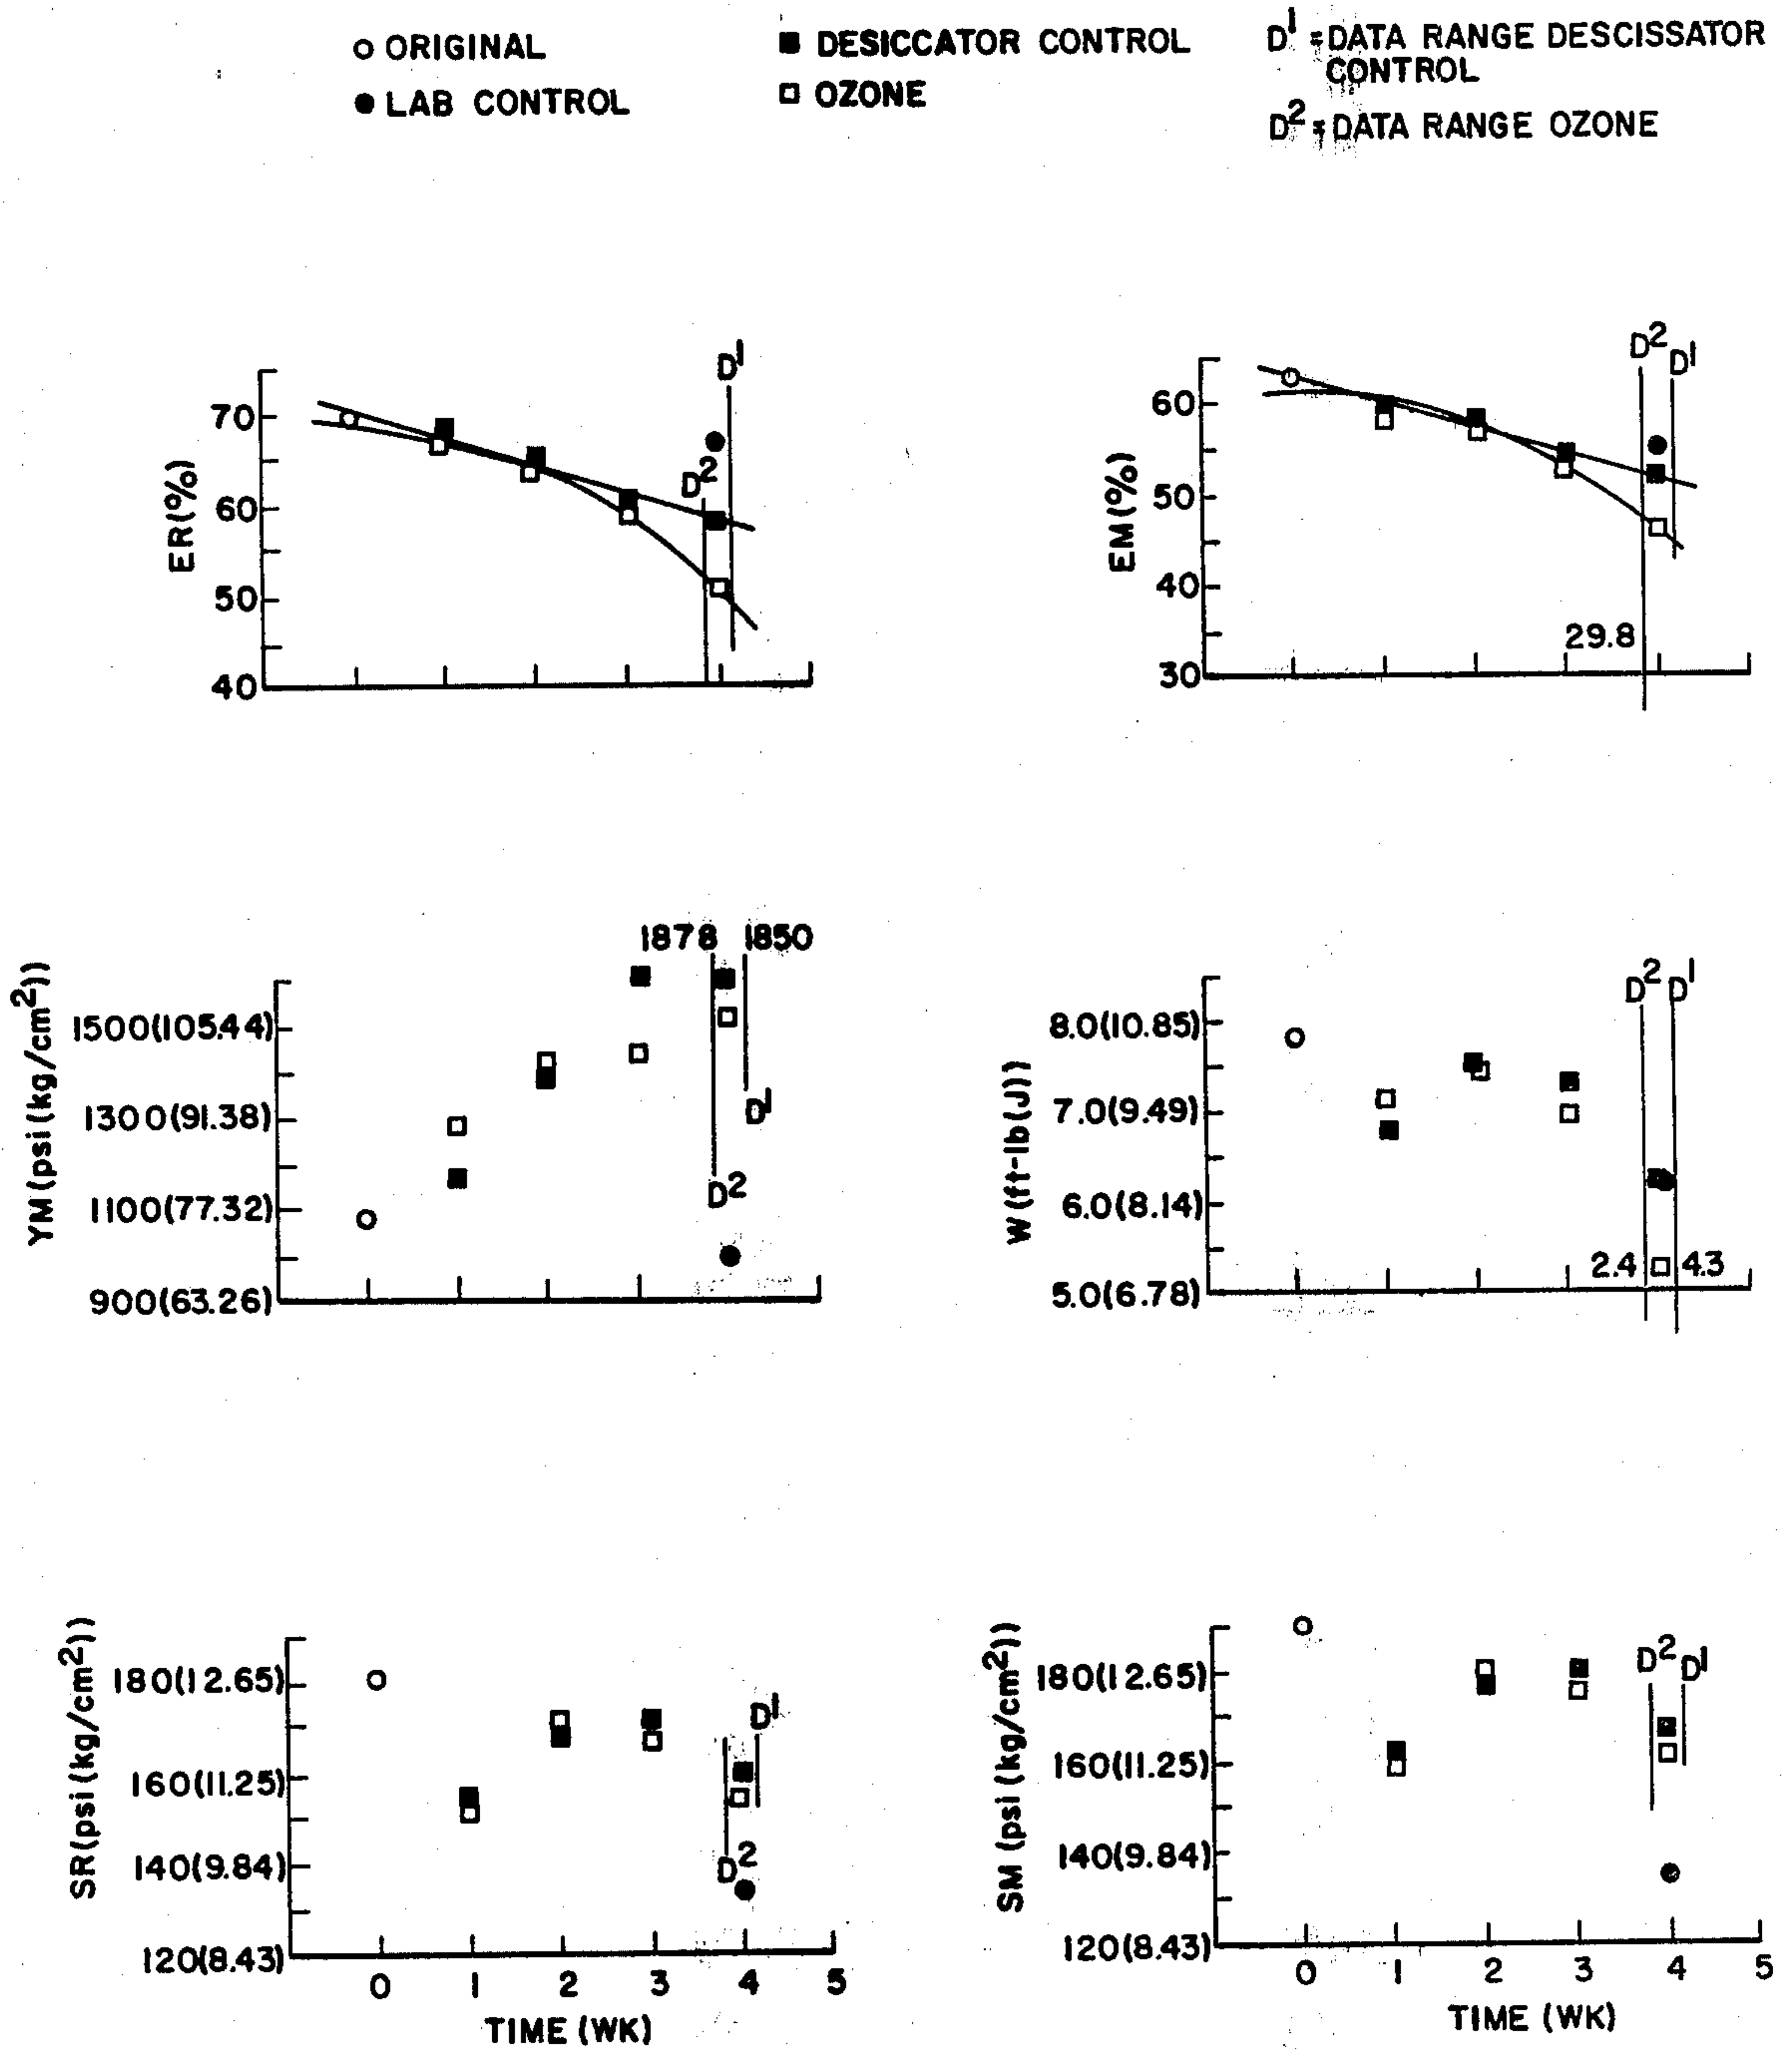 ○ ORIGINAL
● LAB CONTROL
■ DESICCATOR CONTROL
□ OZONE
D¹ = DATA RANGE DESCISSATOR
CONTROL
D² = DATA RANGE OZONE
ER(%)
70
60
50
40
D²
D¹
EM(%)
60
50
40
30
D²
D¹
29.8
YM(psi(kg/cm²))
1500(105.44)
1300(91.38)
1100(77.32)
900(63.26)
1878
1850
D¹
D²
W(ft-lb(J))
8.0(10.85)
7.0(9.49)
6.0(8.14)
5.0(6.78)
D²
D¹
2.4
4.3
SR(psi(kg/cm²))
180(12.65)
160(11.25)
140(9.84)
120(8.43)
D¹
D²
0 1 2 3 4 5
TIME (WK)
SM (psi(kg/cm²))
180(12.65)
160(11.25)
140(9.84)
120(8.43)
D²
D¹
0 1 2 3 4 5
TIME (WK)